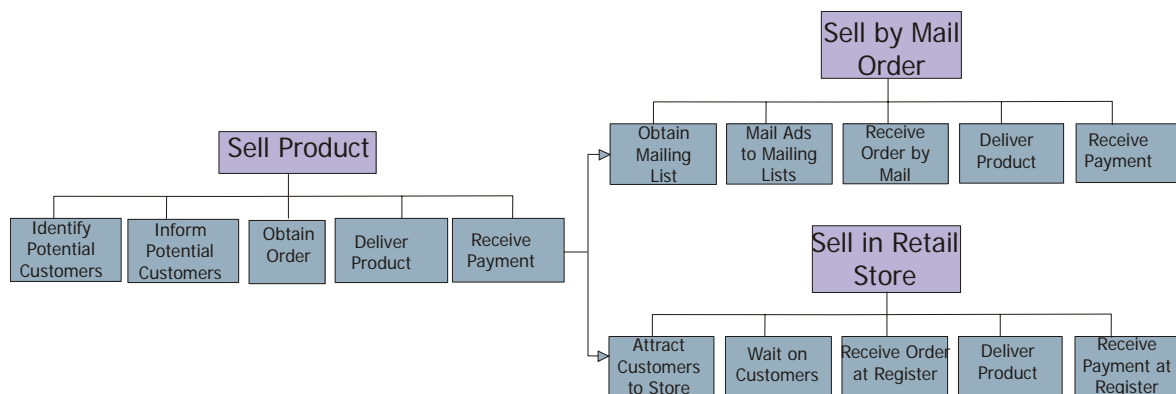 Sell by Mail
Order
Obtain
Mailing
List
Mail Ads
to Mailing
Lists
Receive
Order by
Mail
Deliver
Product
Receive
Payment
Sell Product
Identify
Potential
Customers
Inform
Potential
Customers
Obtain
Order
Deliver
Product
Receive
Payment
Sell in Retail
Store
Attract
Customers
to Store
Wait on
Customers
Receive Order
at Register
Deliver
Product
Receive
Payment at
Register